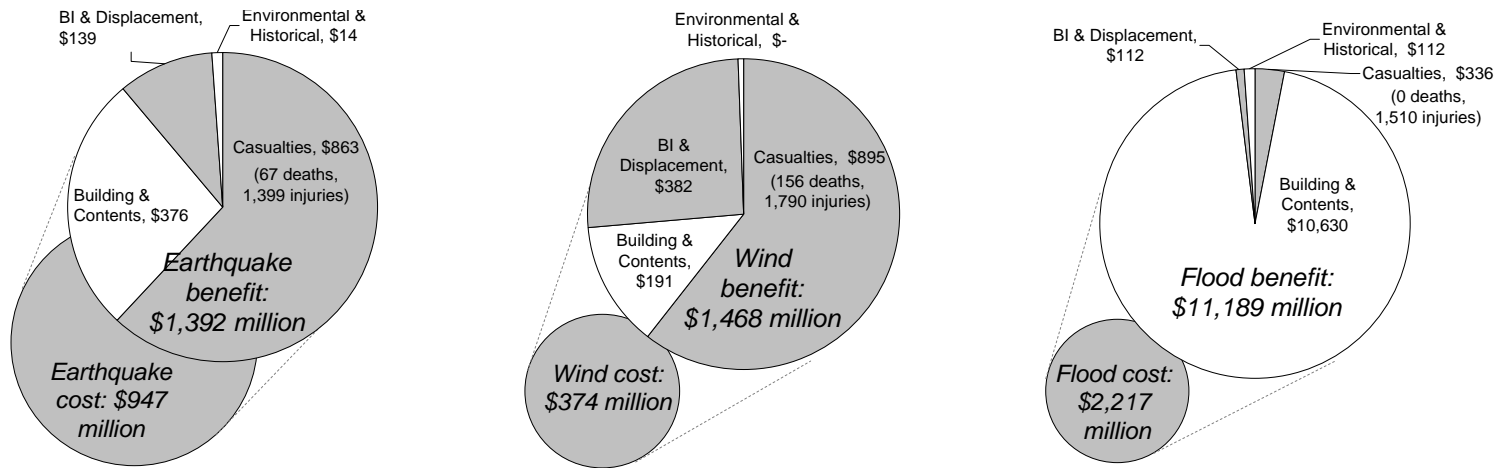 BI & Displacement,
$139
Environmental &
Historical, $14
Casualties, $863
(67 deaths,
1,399 injuries)
Building &
Contents, $376
Earthquake
benefit:
$1,392 million
Earthquake
cost: $947
million
Environmental &
Historical, $-
BI &
Displacement,
$382
Casualties, $895
(156 deaths,
1,790 injuries)
Building &
Contents,
$191
Wind
benefit:
$1,468 million
Wind cost:
$374 million
BI & Displacement,
$112
Environmental &
Historical, $112
Casualties, $336
(0 deaths,
1,510 injuries)
Building &
Contents,
$10,630
Flood benefit:
$11,189 million
Flood cost:
$2,217
million